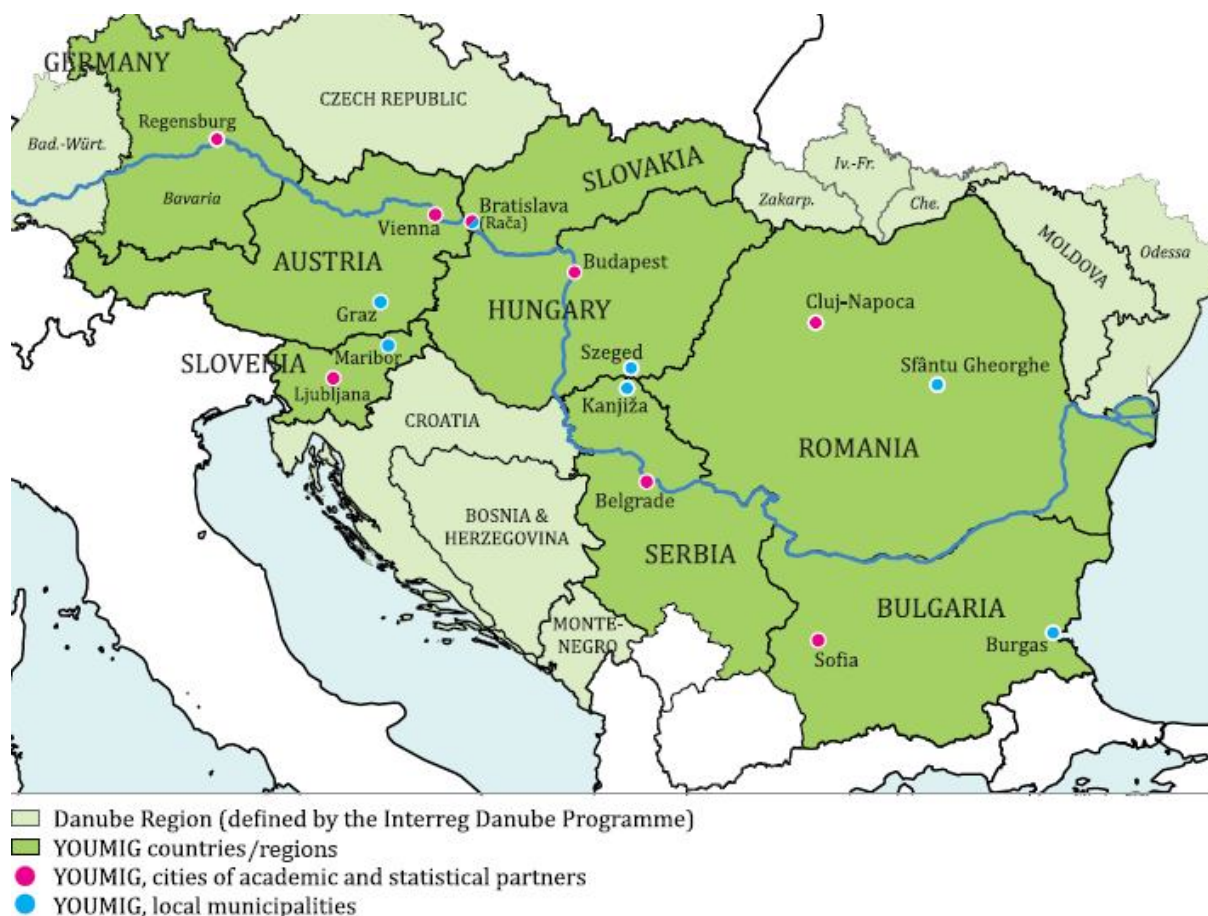 GERMANY
CZECH REPUBLIC
Regensburg
Bad.-Würt.
Bavaria
SLOVAKIA
Iv.-Fr.
Zakarp.
Che.
Vienna
Bratislava
(Rača)
MOLDOVA
Odessa
AUSTRIA
Budapest
HUNGARY
Graz
Cluj-Napoca
SLOVENIA
Maribor
Szeged
Sfântu Gheorghe
Ljubljana
Kanjiža
CROATIA
ROMANIA
Belgrade
BOSNIA &
HERZEGOVINA
SERBIA
BULGARIA
MONTE-
NEGRO
Sofia
Burgas
Danube Region (defined by the Interreg Danube Programme)
YOUMIG countries/regions
YOUMIG, cities of academic and statistical partners
YOUMIG, local municipalities